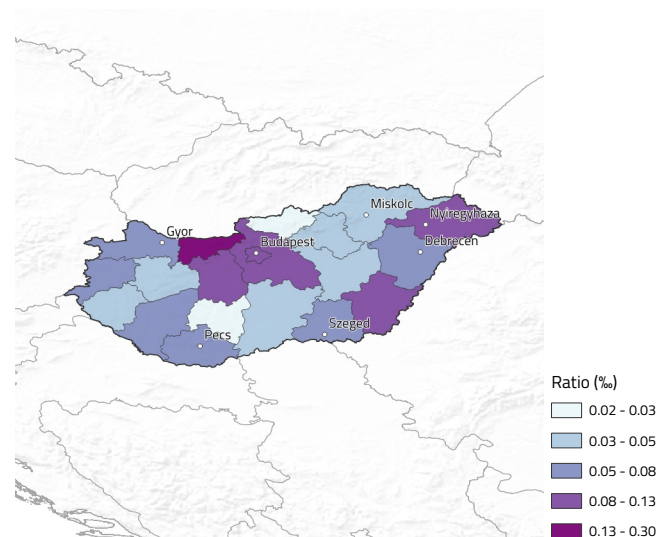 Miskolc
Nyiregyhaza
Gyor
Budapest
Debrecen
Szeged
Pecs
Ratio (‰)
0.02 - 0.03
0.03 - 0.05
0.05 - 0.08
0.08 - 0.13
0.13 - 0.30